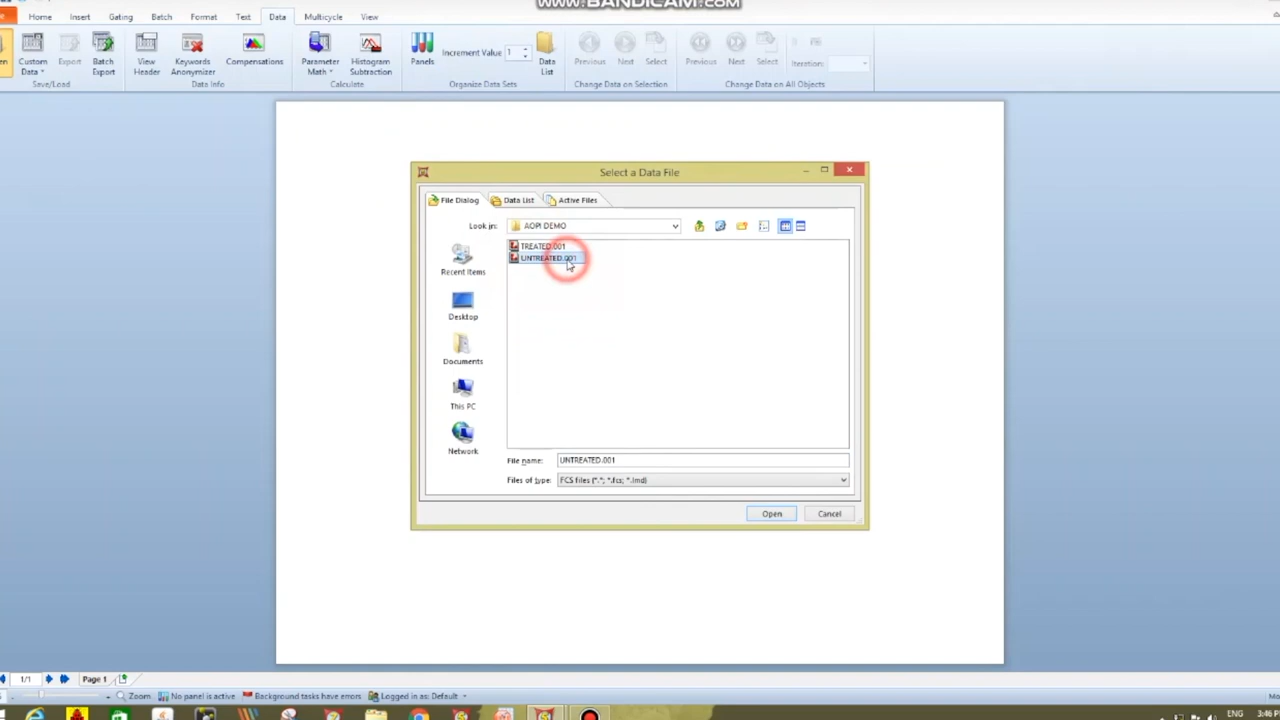 www.BANDICAM.com
Home Insert Gating Batch Format Text Data Multicycle View
Custom Data Export Batch Export View Header Keywords Anonymizer Compensations Parameter Math Histogram Subtraction Panels Increment Value 1 Data List Previous Next Select Previous Next Select Iteration:
Save/Load Data Info Calculate Organize Data Sets Change Data on Selection Change Data on All Objects
Select a Data File
File Dialog Data List Active Files
Look in: AOPI DEMO
TREATED.001
UNTREATED.001
Recent Items
Desktop
Documents
This PC
Network
File name: UNTREATED.001
Files of type: FCS files (*.*; *.fcs; *.lmd)
Open Cancel
1/1 Page 1
Zoom No panel is active Background tasks have errors Logged in as: Default
ENG 3:46 P